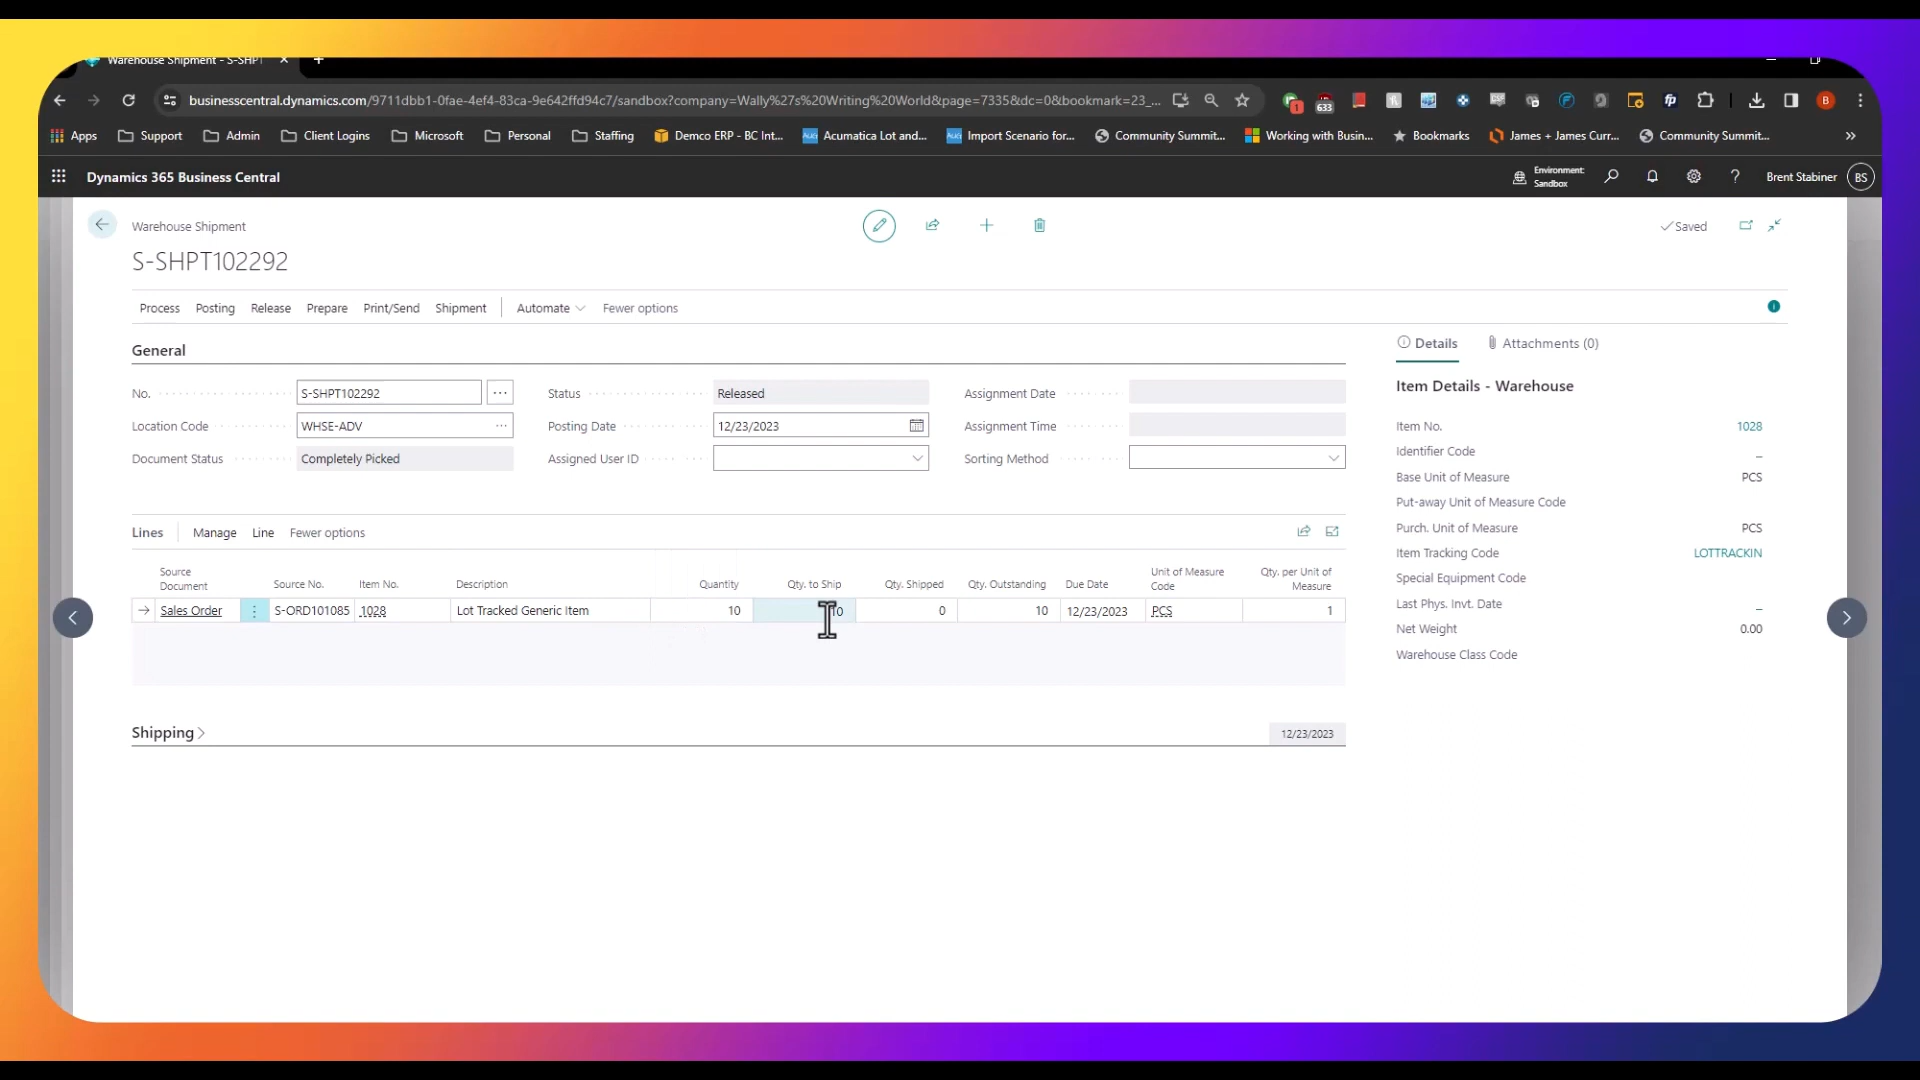 Warehouse Shipment - S-SHPT
businesscentral.dynamics.com/9711dbb1-0fae-4ef4-83ca-9e642ffd94c7/sandbox?company=Wally%27s%20Writing%20World&page=7335&dc=0&bookmark=23_...
1
633
B
Apps Support Admin Client Logins Microsoft Personal Staffing Demco ERP - BC Int... Acumatica Lot and... Import Scenario for... Community Summit... Working with Busin... Bookmarks James + James Curr... Community Summit... »
Dynamics 365 Business Central
Environment:
Sandbox
Brent Stabiner BS
Warehouse Shipment
Saved
S-SHPT102292
Process Posting Release Prepare Print/Send Shipment Automate Fewer options
General
Details Attachments (0)
Item Details - Warehouse
No. S-SHPT102292 Status Released Assignment Date
Location Code WHSE-ADV Posting Date 12/23/2023 Assignment Time
Document Status Completely Picked Assigned User ID Sorting Method
Item No. 1028
Identifier Code –
Base Unit of Measure PCS
Put-away Unit of Measure Code
Purch. Unit of Measure PCS
Item Tracking Code LOTTRACKIN
Special Equipment Code
Last Phys. Invt. Date –
Net Weight 0.00
Warehouse Class Code
Lines Manage Line Fewer options
Source Document Source No. Item No. Description Quantity Qty. to Ship Qty. Shipped Qty. Outstanding Due Date Unit of Measure Code Qty. per Unit of Measure
Sales Order S-ORD101085 1028 Lot Tracked Generic Item 10 10 0 10 12/23/2023 PCS 1
Shipping
12/23/2023